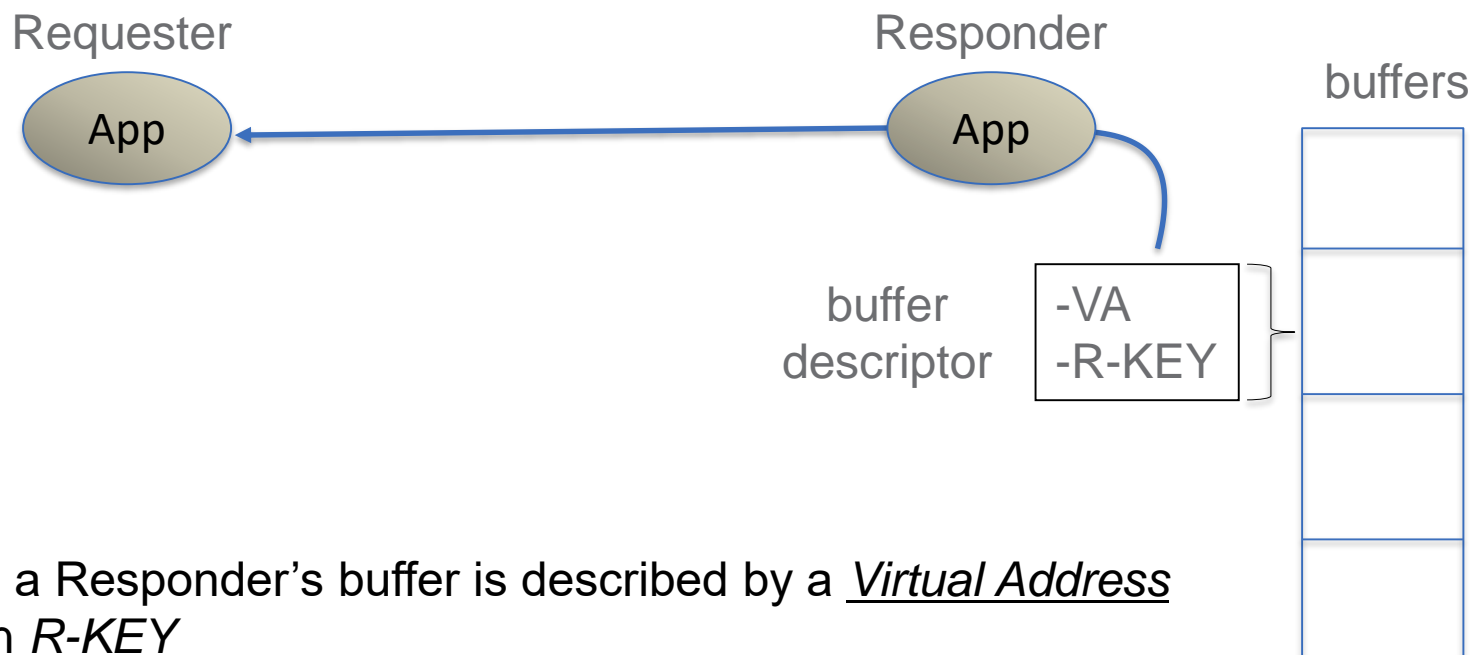 Requester
Responder
buffers
App
App
buffer
descriptor
-VA
-R-KEY
a Responder’s buffer is described by a Virtual Address
R-KEY